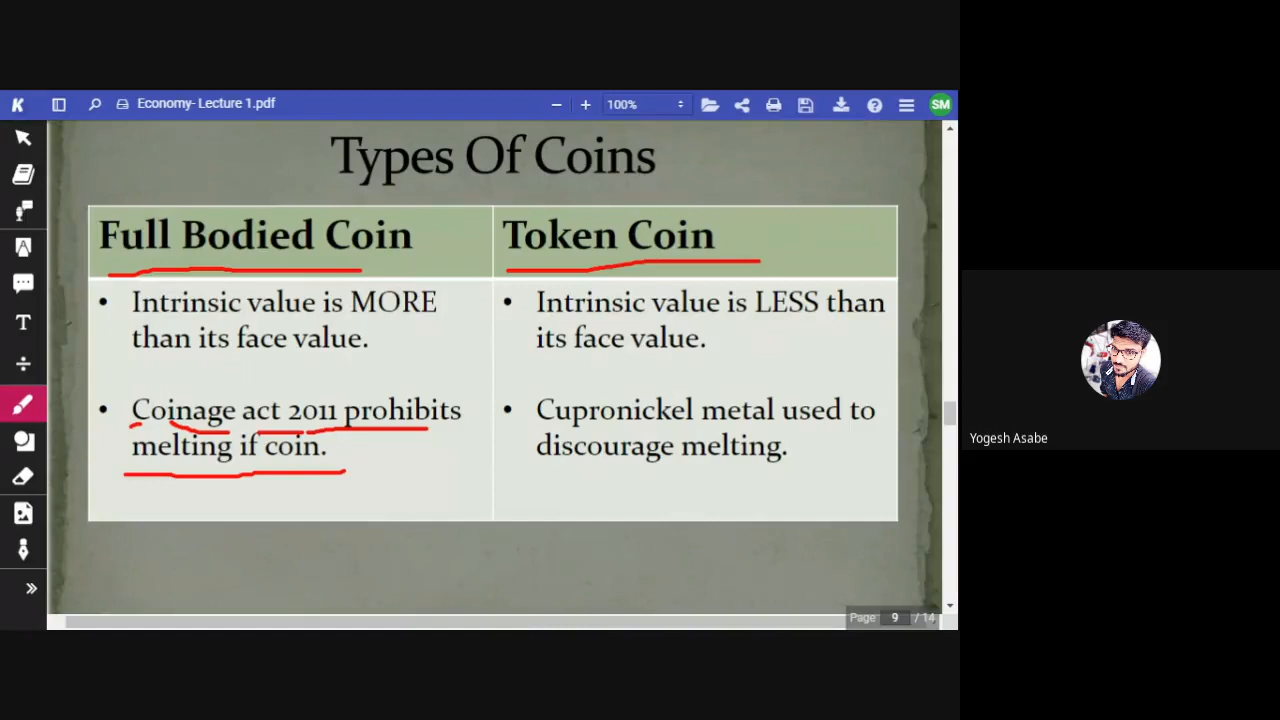 K
Economy- Lecture 1.pdf
100%
SM
Types Of Coins
Full Bodied Coin
Token Coin
• Intrinsic value is MORE
than its face value.
• Coinage act 2011 prohibits
melting if coin.
• Intrinsic value is LESS than
its face value.
• Cupronickel metal used to
discourage melting.
Page 9 / 14
Yogesh Asabe